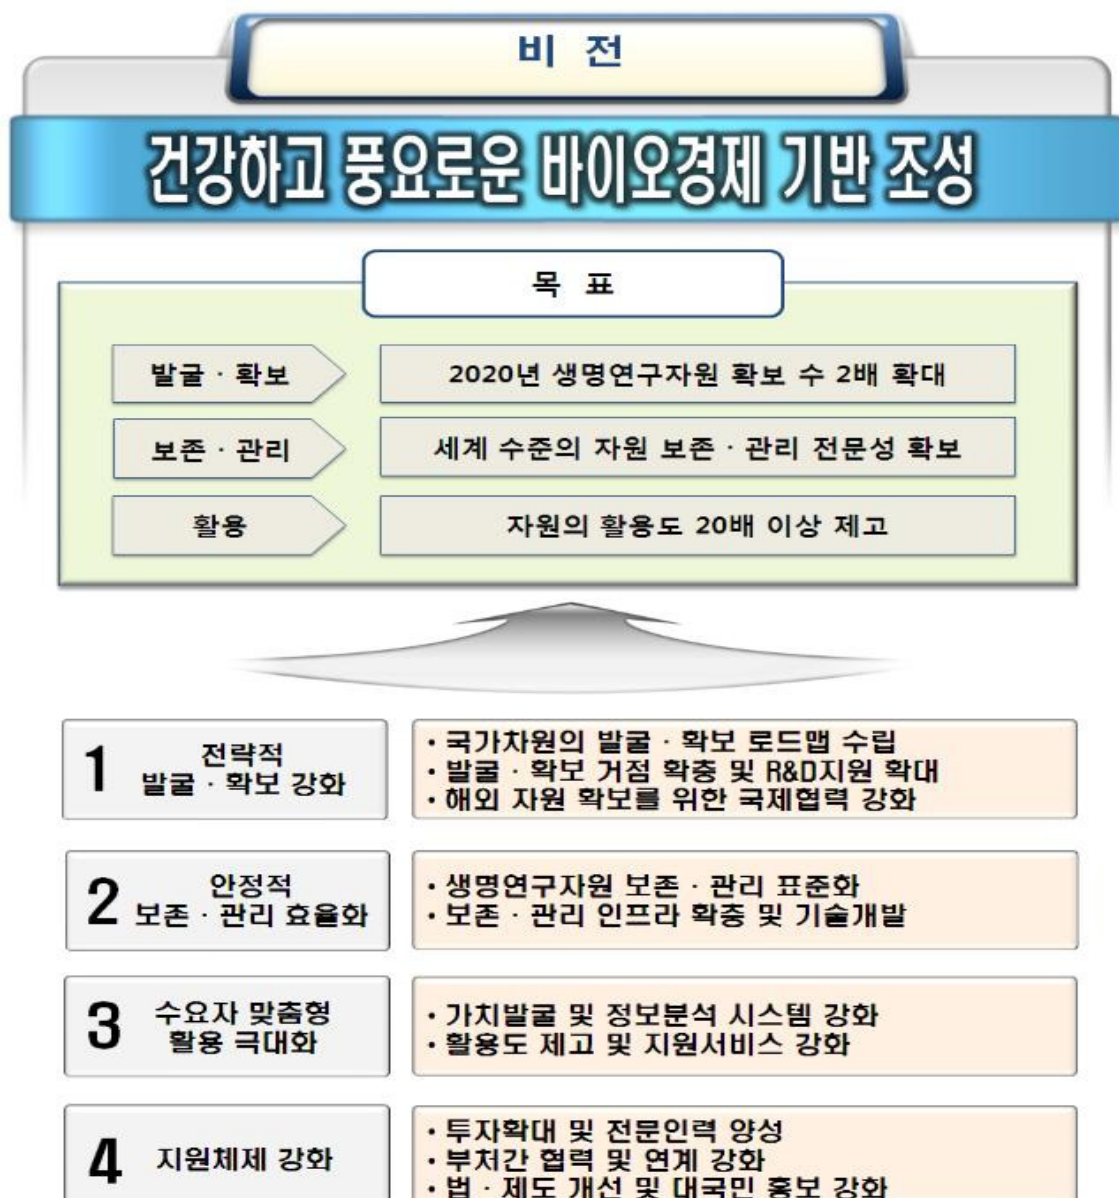 비 전
건강하고 풍요로운 바이오경제 기반 조성
목 표
발굴 · 확보
2020년 생명연구자원 확보 수 2배 확대
보존 · 관리
세계 수준의 자원 보존 · 관리 전문성 확보
활용
자원의 활용도 20배 이상 제고
1
전략적
발굴 · 확보 강화
· 국가차원의 발굴 · 확보 로드맵 수립
· 발굴 · 확보 거점 확충 및 R&D지원 확대
· 해외 자원 확보를 위한 국제협력 강화
2
안정적
보존 · 관리 효율화
· 생명연구자원 보존 · 관리 표준화
· 보존 · 관리 인프라 확충 및 기술개발
3
수요자 맞춤형
활용 극대화
· 가치발굴 및 정보분석 시스템 강화
· 활용도 제고 및 지원서비스 강화
4
지원체제 강화
· 투자확대 및 전문인력 양성
· 부처간 협력 및 연계 강화
· 법 · 제도 개선 및 대국민 홍보 강화